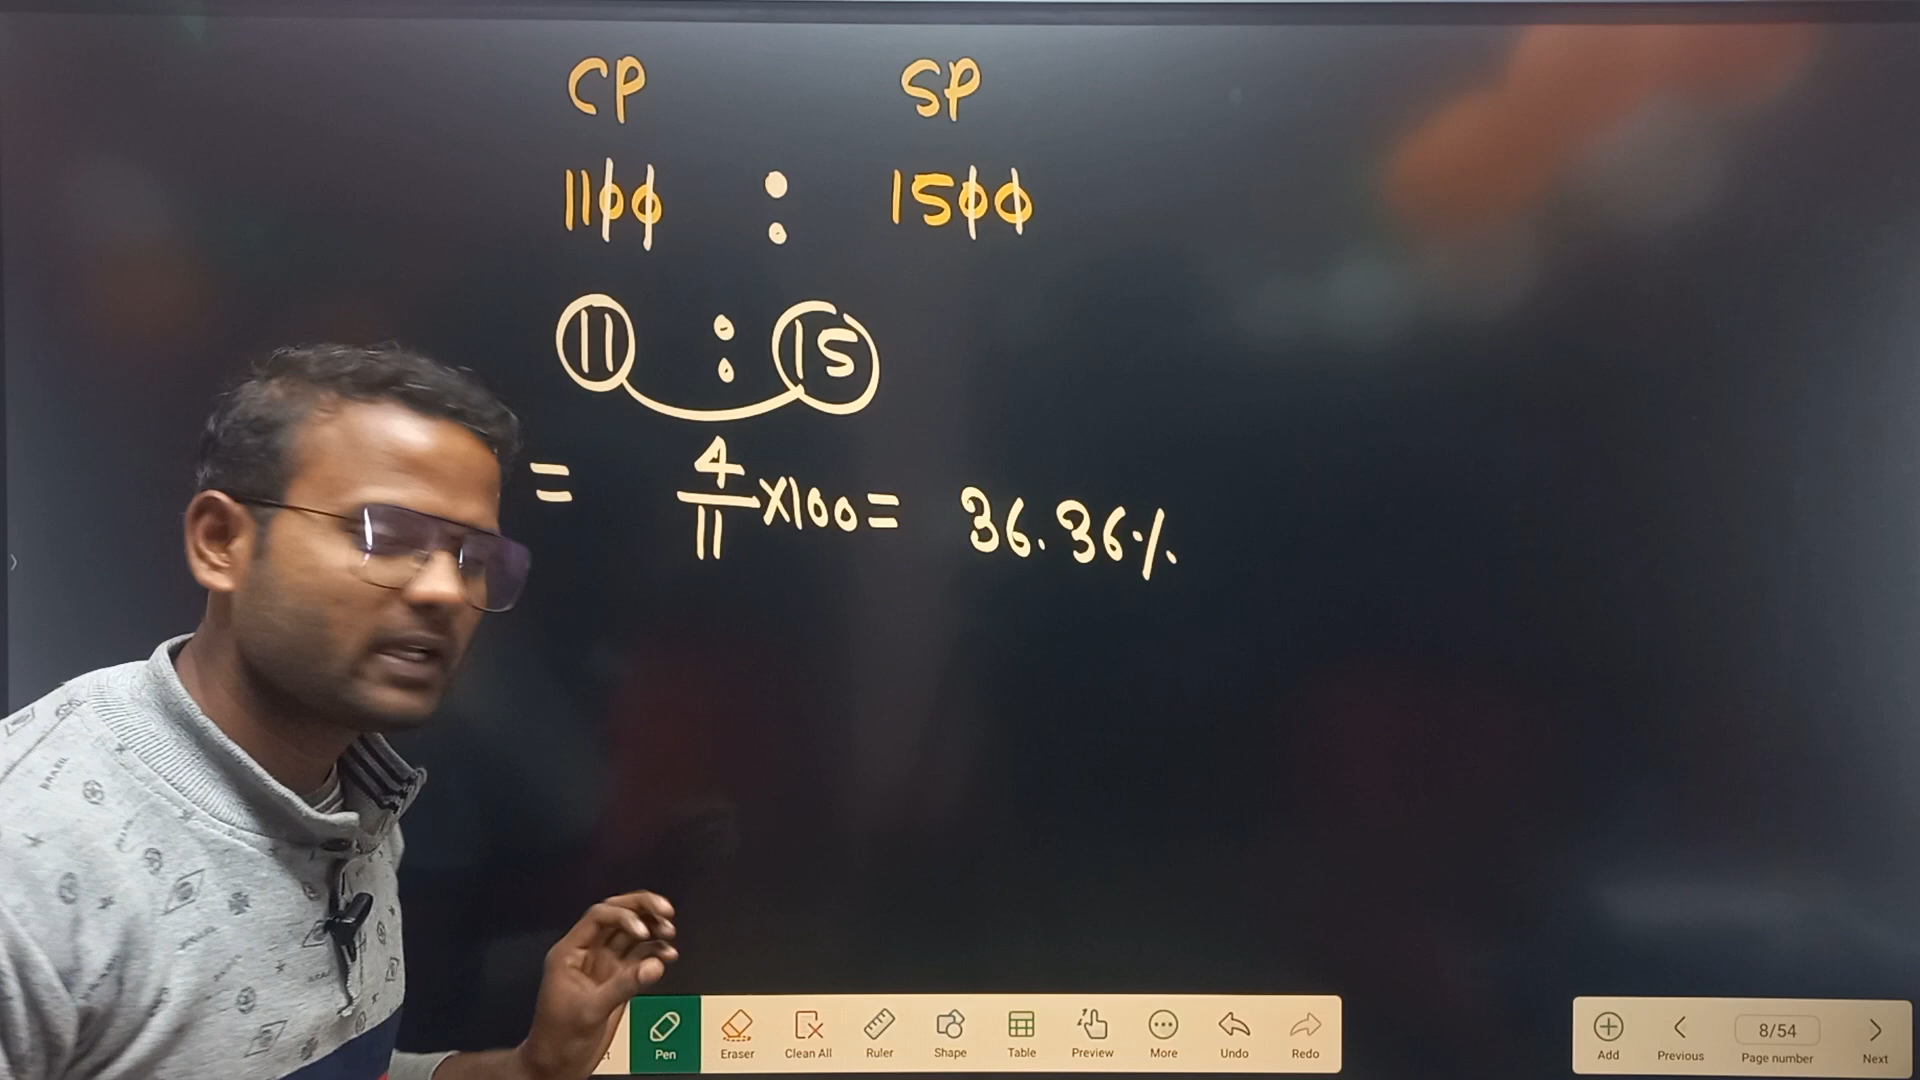 CP SP
1100 : 1500
11 : 15
= 4/11 ×100 = 36.36%
Pen Eraser Clean All Ruler Shape Table Preview More Undo Redo
Add Previous 8/54 Page number Next
BRASIL